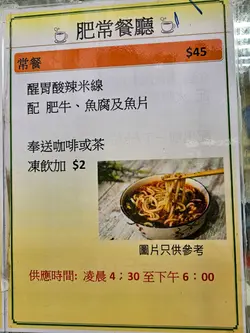 肥常餐廳
常餐 $45
醒胃酸辣米線
配 肥牛、魚腐及魚片
奉送咖啡或茶
凍飲加 $2
圖片只供參考
供應時間: 凌晨 4；30 至下午 6：00